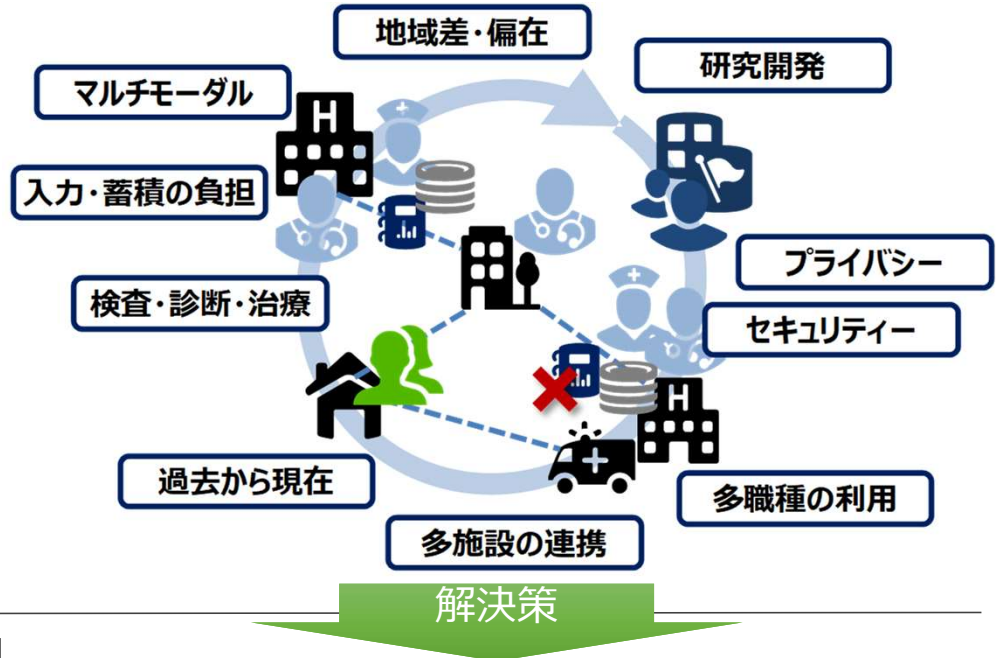 地域差・偏在
研究開発
マルチモーダル
入力・蓄積の負担
プライバシー
検査・診断・治療
セキュリティー
過去から現在
多職種の利用
多施設の連携
解決策
H
H